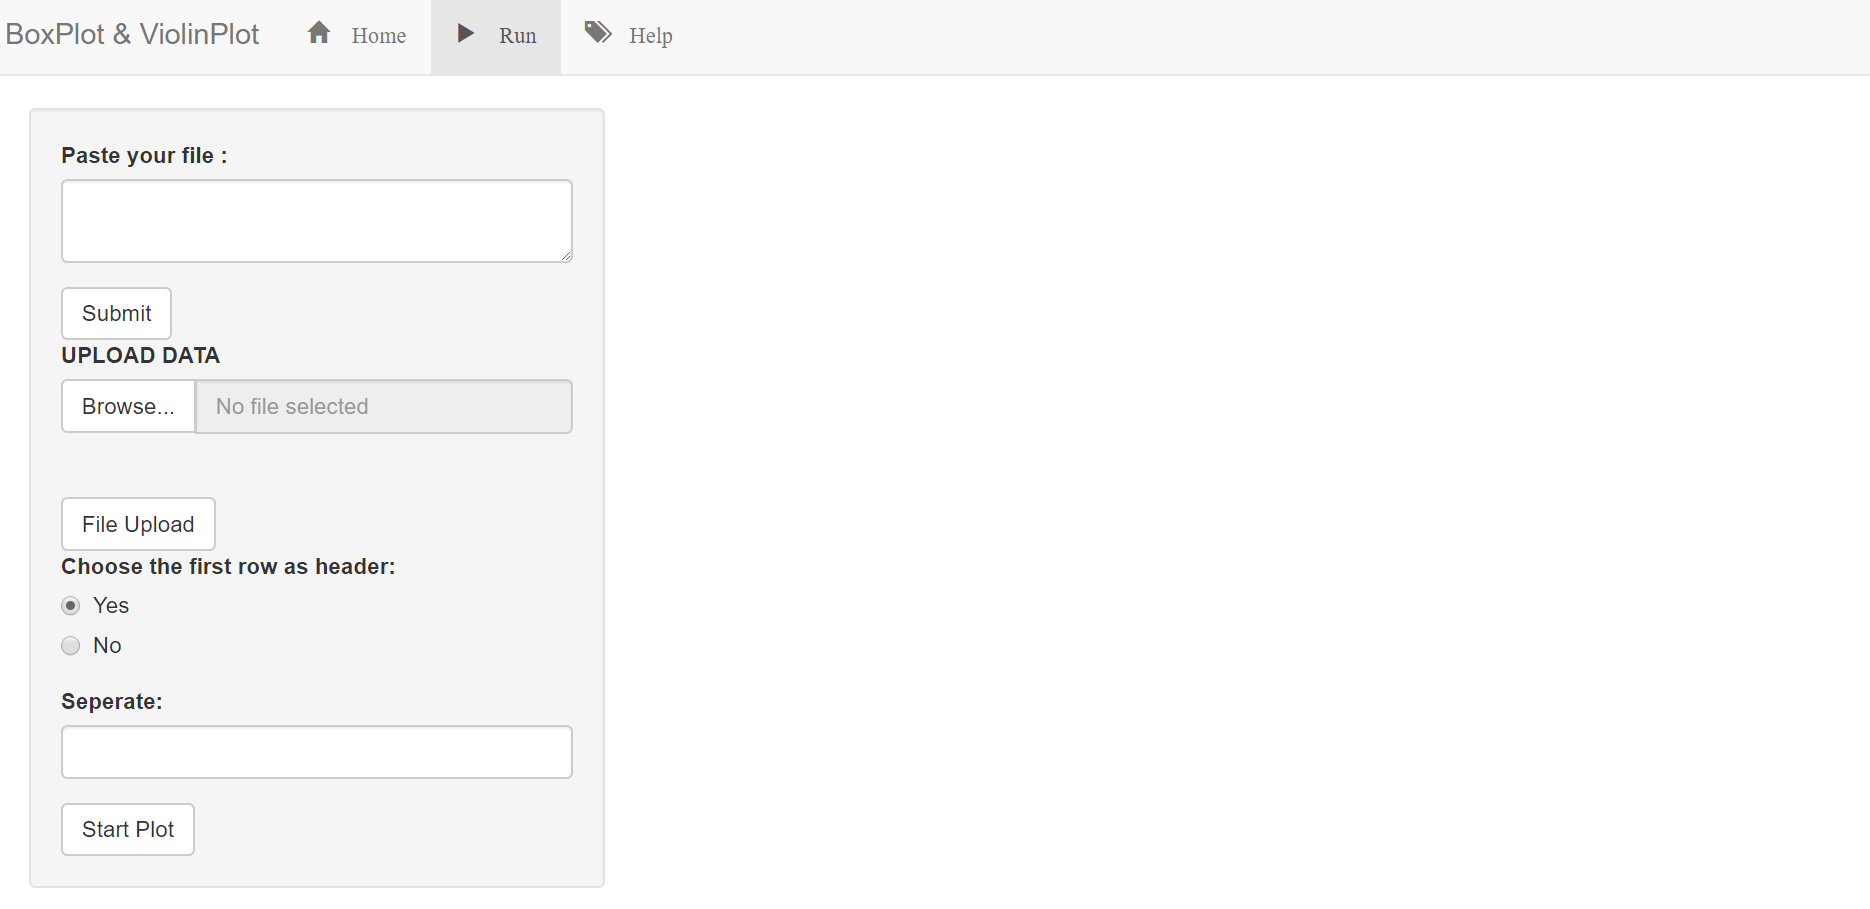 BoxPlot & ViolinPlot Home Run Help
Paste your file :
Submit
UPLOAD DATA
Browse... No file selected
File Upload
Choose the first row as header:
Yes
No
Seperate:
Start Plot